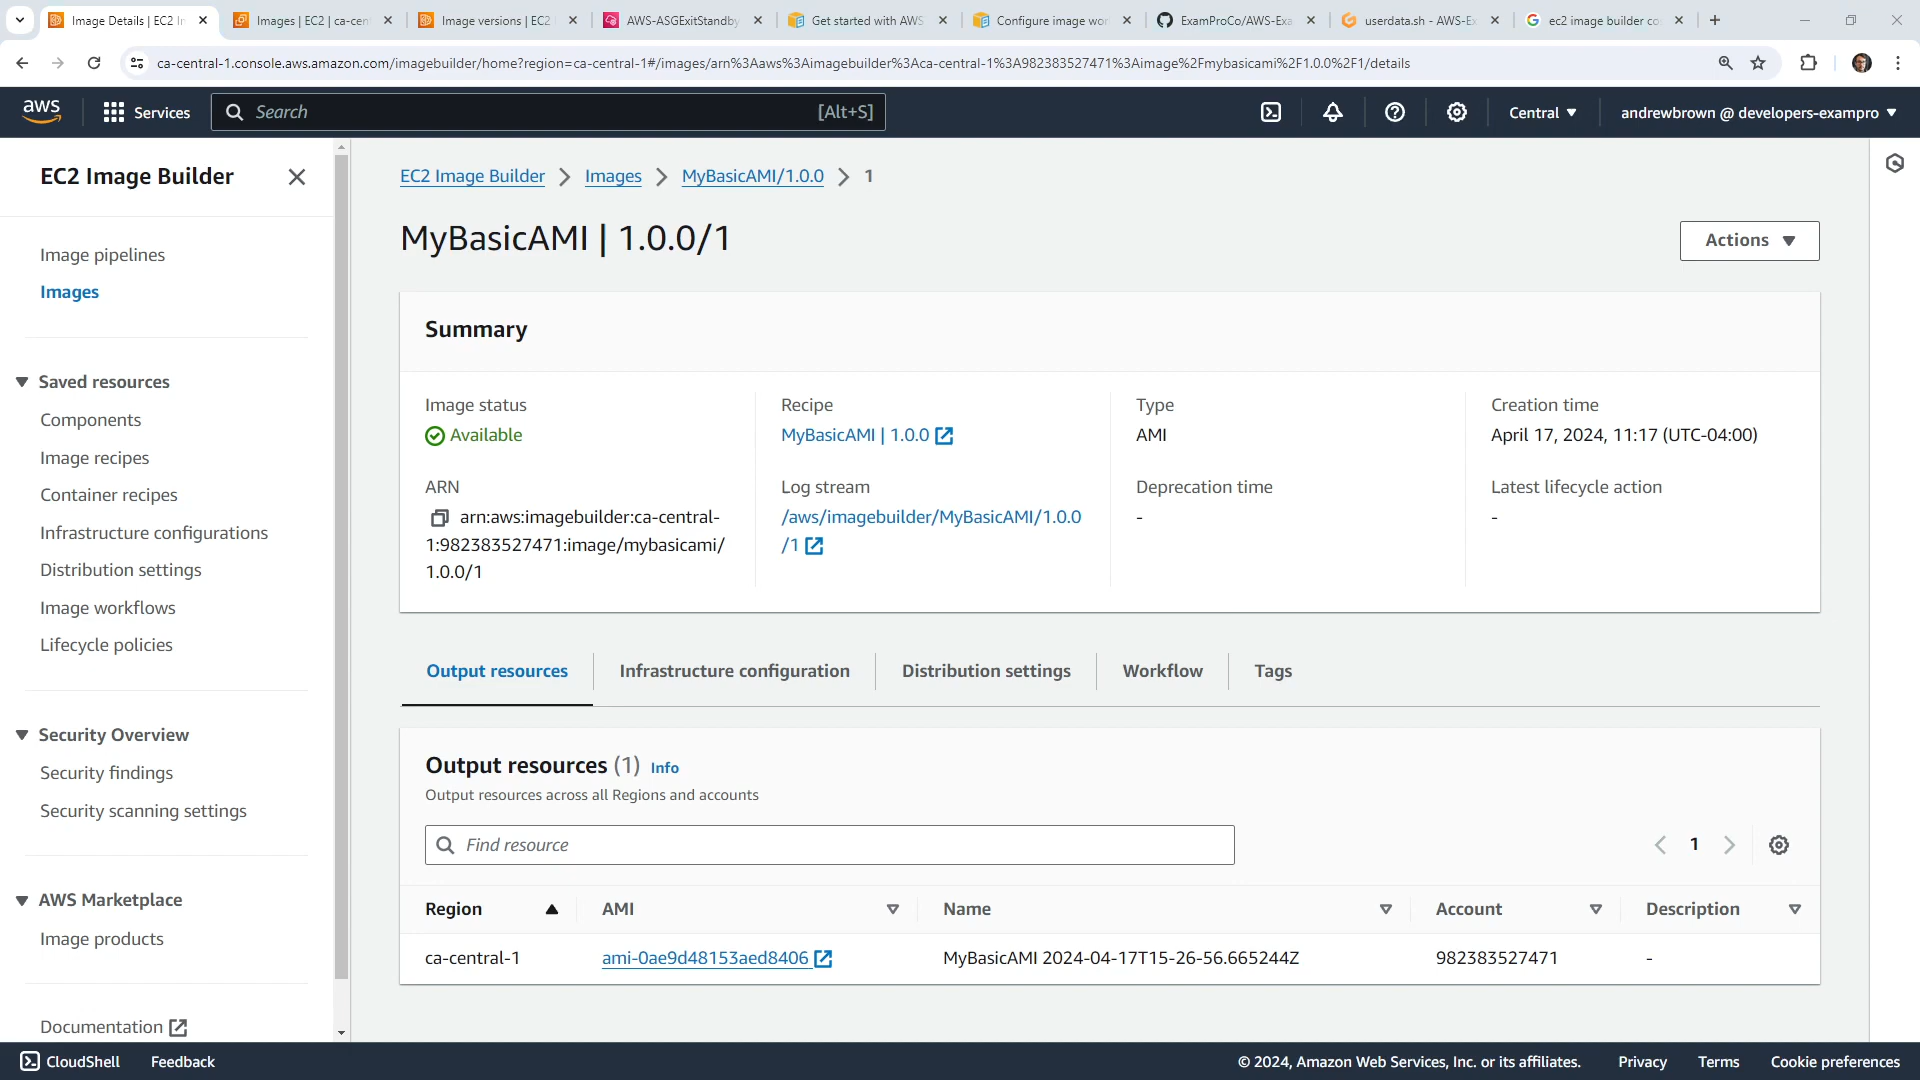 Image Details | EC2 In
Images | EC2 | ca-cent
Image versions | EC2
AWS-ASGExitStandby
Get started with AWS
Configure image wor
ExamProCo/AWS-Exa
userdata.sh - AWS-Ex
ec2 image builder co
ca-central-1.console.aws.amazon.com/imagebuilder/home?region=ca-central-1#/images/arn%3Aaws%3Aimagebuilder%3Aca-central-1%3A982383527471%3Aimage%2Fmybasicami%2F1.0.0%2F1/details
aws
Services
Search
[Alt+S]
Central
andrewbrown @ developers-exampro
EC2 Image Builder
Image pipelines
Images
Saved resources
Components
Image recipes
Container recipes
Infrastructure configurations
Distribution settings
Image workflows
Lifecycle policies
Security Overview
Security findings
Security scanning settings
AWS Marketplace
Image products
Documentation
EC2 Image Builder
Images
MyBasicAMI/1.0.0
1
MyBasicAMI | 1.0.0/1
Actions
Summary
Image status
Available
Recipe
MyBasicAMI | 1.0.0
Type
AMI
Creation time
April 17, 2024, 11:17 (UTC-04:00)
ARN
arn:aws:imagebuilder:ca-central-
1:982383527471:image/mybasicami/
1.0.0/1
Log stream
/aws/imagebuilder/MyBasicAMI/1.0.0
/1
Deprecation time
-
Latest lifecycle action
-
Output resources
Infrastructure configuration
Distribution settings
Workflow
Tags
Output resources (1) Info
Output resources across all Regions and accounts
Find resource
1
Region
AMI
Name
Account
Description
ca-central-1
ami-0ae9d48153aed8406
MyBasicAMI 2024-04-17T15-26-56.665244Z
982383527471
-
CloudShell
Feedback
© 2024, Amazon Web Services, Inc. or its affiliates.
Privacy
Terms
Cookie preferences